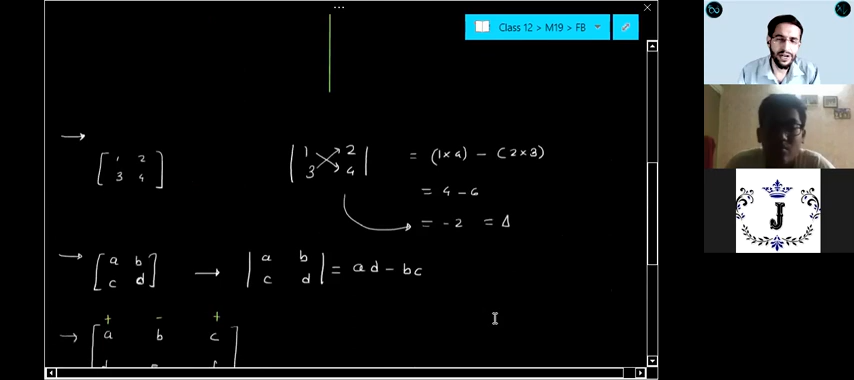 Class 12 > M19 > FB
→
[ 1 2
3 4 ]
| 1 2
3 4 | = (1×4) − (2×3)
= 4 − 6
= −2 = Δ
→ [ a b
c d ] → | a b
c d | = ad − bc
+ − +
→ [ a b c ]
J